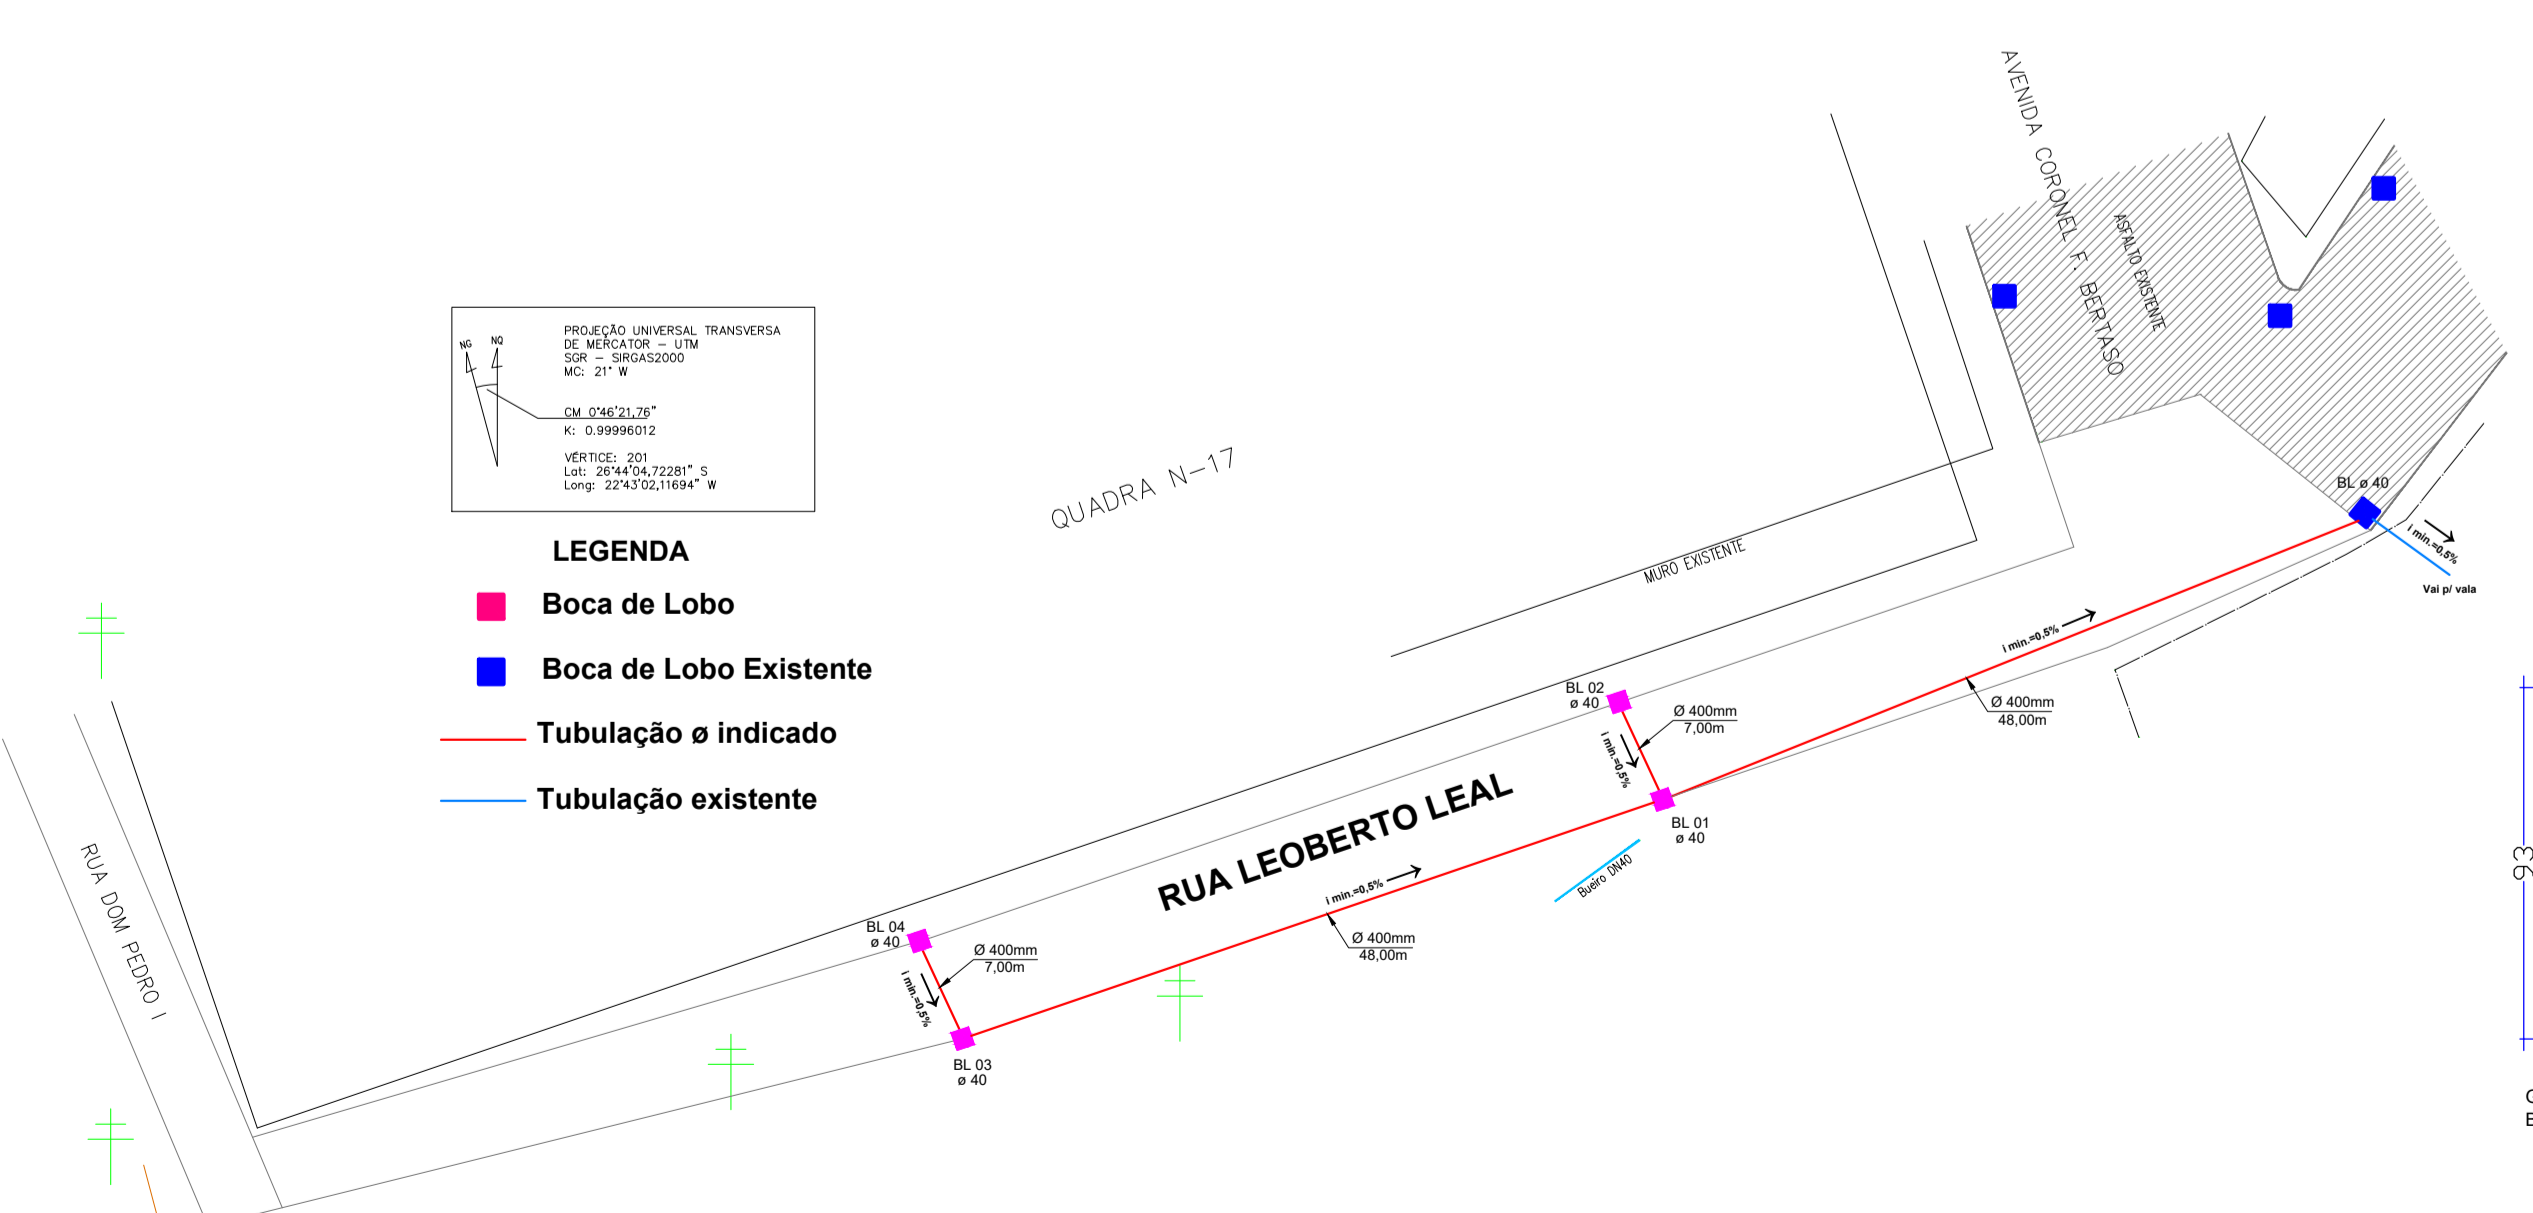 AVENIDA CORONEL F. BERTASO
ASFALTO EXISTENTE
NG
NQ
PROJEÇÃO UNIVERSAL TRANSVERSA
DE MERCATOR – UTM
SGR – SIRGAS2000
MC: 21° W
CM 0°46'21,76"
K: 0.99996012
VÉRTICE: 201
Lat: 26°44'04,72281" S
Long: 22°43'02,11694" W
QUADRA N–17
LEGENDA
Boca de Lobo
Boca de Lobo Existente
Tubulação ø indicado
Tubulação existente
MURO EXISTENTE
BL ø 40
i min.=0,5%
Vai p/ vala
i min.=0,5%
Ø 400mm
48,00m
BL 02
ø 40
Ø 400mm
7,00m
i min.=0,5%
BL 01
ø 40
RUA LEOBERTO LEAL
Bueiro DN40
i min.=0,5%
Ø 400mm
48,00m
BL 04
ø 40
Ø 400mm
7,00m
i min.=0,5%
BL 03
ø 40
RUA DOM PEDRO I
93